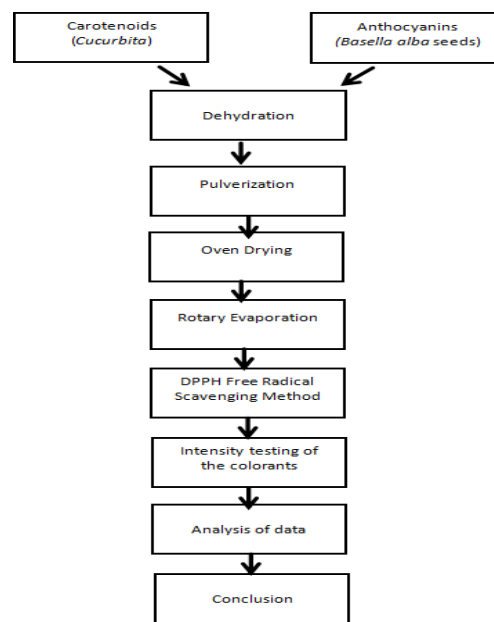 Carotenoids
(Cucurbita)
Anthocyanins
(Basella alba seeds)
Dehydration
Pulverization
Oven Drying
Rotary Evaporation
DPPH Free Radical
Scavenging Method
Intensity testing of
the colorants
Analysis of data
Conclusion